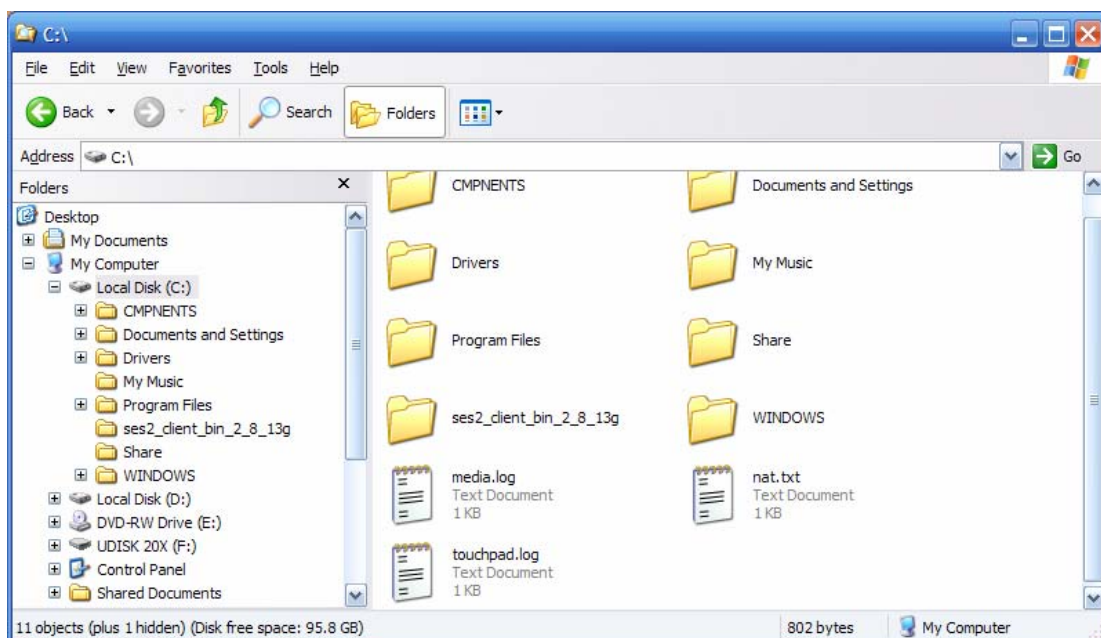 C:\
File Edit View Favorites Tools Help
Back Search Folders
Address C:\ Go
Folders x
Desktop
My Documents
My Computer
Local Disk (C:)
CMPNENTS
Documents and Settings
Drivers
My Music
Program Files
ses2_client_bin_2_8_13g
Share
WINDOWS
Local Disk (D:)
DVD-RW Drive (E:)
UDISK 20X (F:)
Control Panel
Shared Documents
CMPNENTS
Documents and Settings
Drivers
My Music
Program Files
Share
ses2_client_bin_2_8_13g
WINDOWS
media.log
Text Document
1 KB
nat.txt
Text Document
1 KB
touchpad.log
Text Document
1 KB
11 objects (plus 1 hidden) (Disk free space: 95.8 GB) 802 bytes My Computer